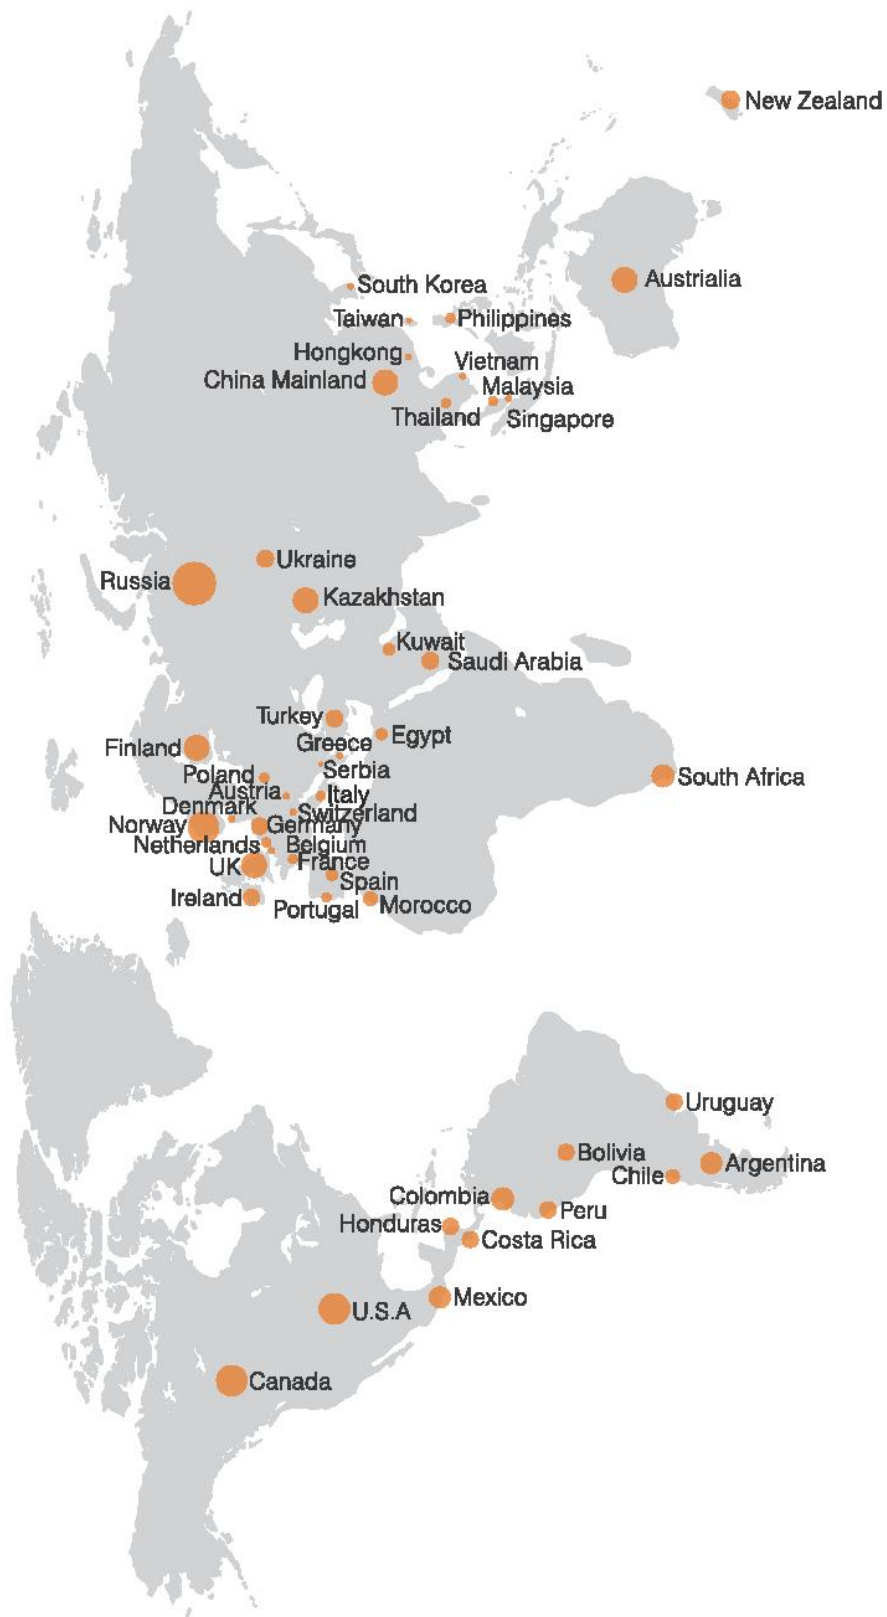 New Zealand
Austrialia
South Korea
Taiwan
Philippines
Hongkong
Vietnam
China Mainland
Malaysia
Thailand
Singapore
Ukraine
Russia
Kazakhstan
Kuwait
Saudi Arabia
Turkey
Egypt
Greece
Finland
Serbia
Poland
South Africa
Austria
Italy
Denmark
Switzerland
Norway
Germany
Netherlands
Belgium
UK
France
Spain
Ireland
Portugal
Morocco
Uruguay
Bolivia
Argentina
Chile
Colombia
Peru
Honduras
Costa Rica
Mexico
U.S.A
Canada